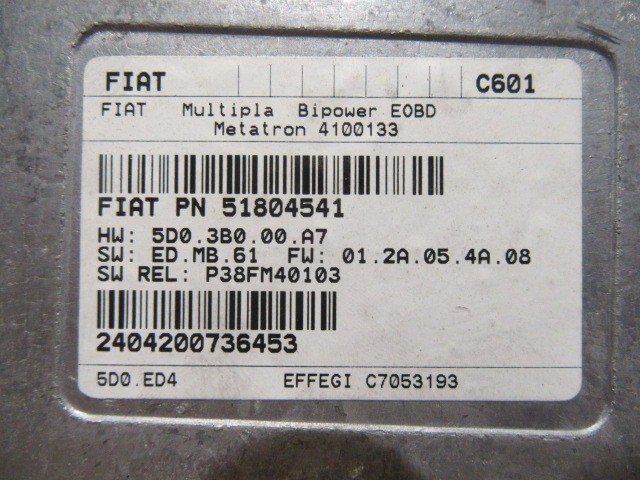 FIAT C601
FIAT Multipla Bipower EOBD
Metatron 4100133
FIAT PN 51804541
HW: 5D0.3B0.00.A7
SW: ED.MB.61 FW: 01.2A.05.4A.08
SW REL: P38FM40103
2404200736453
5D0.ED4 EFFEGI C7053193